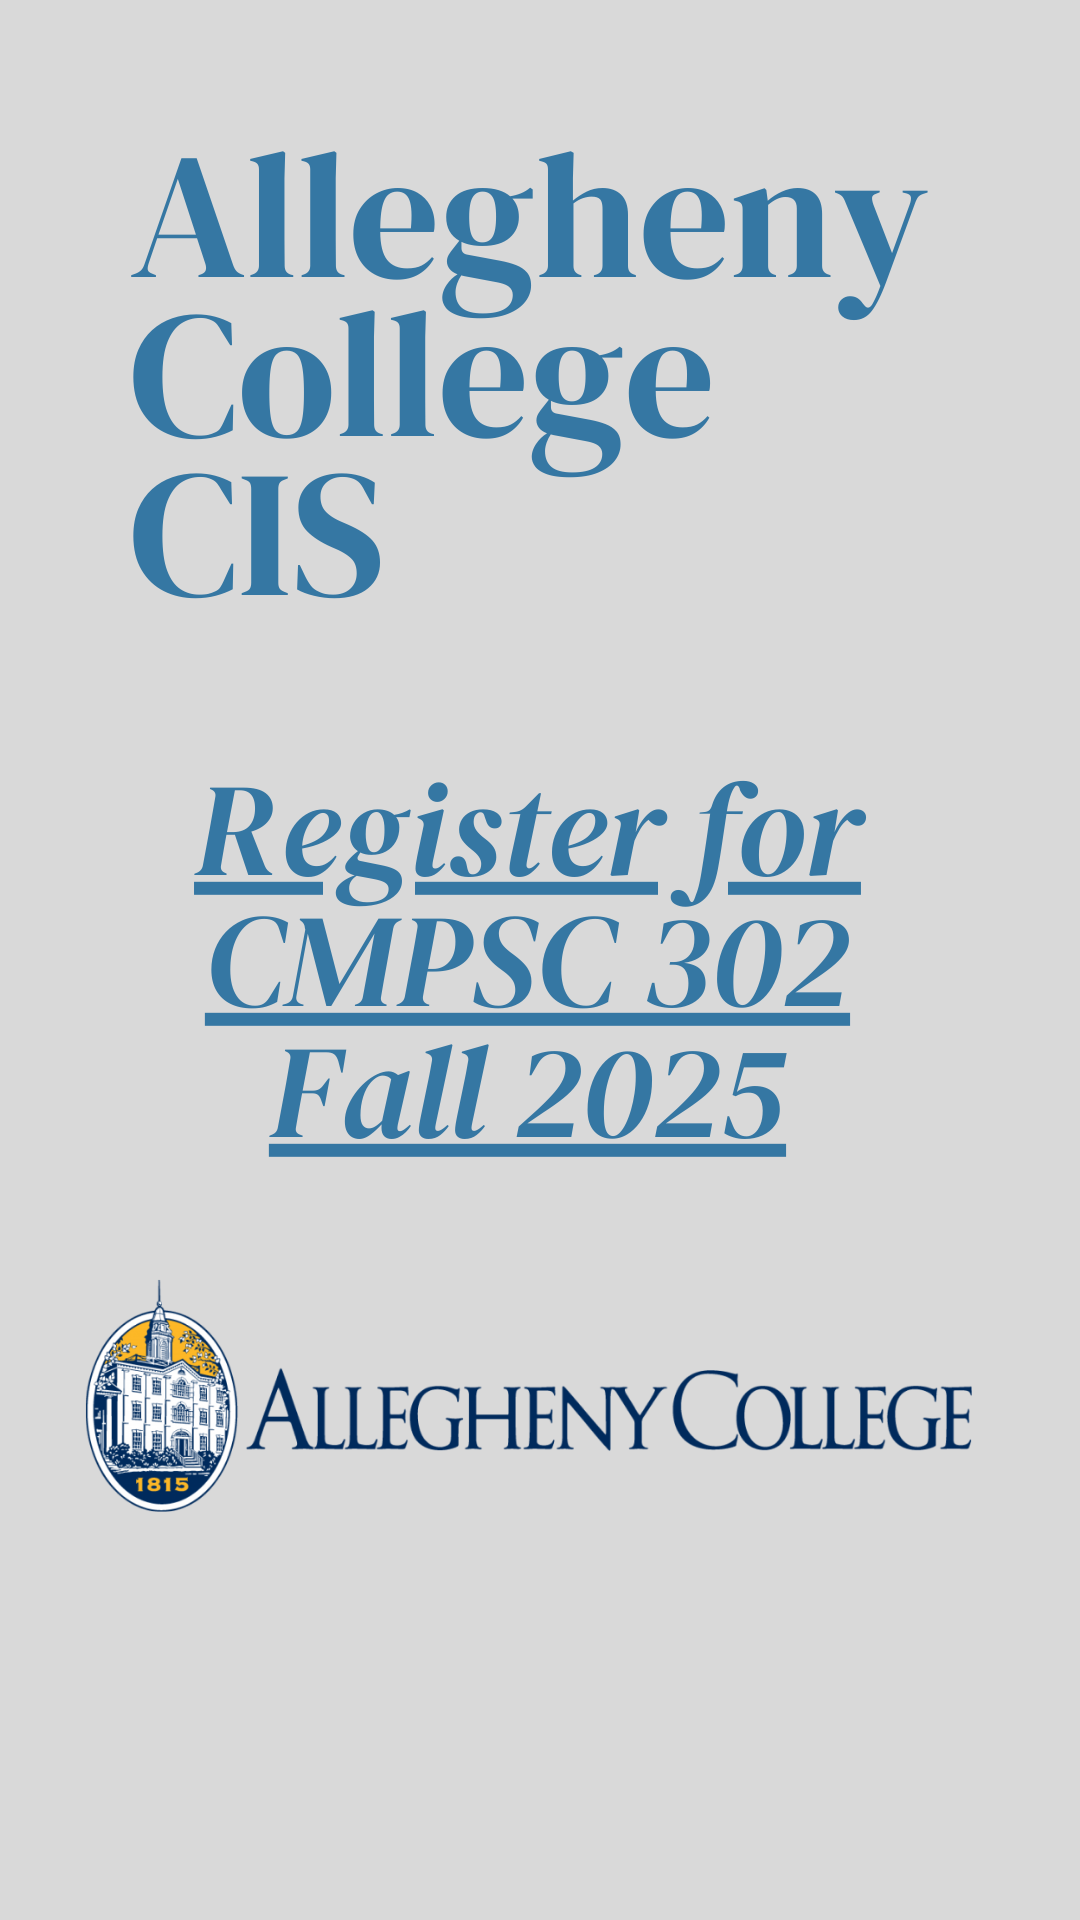 Allegheny
College
CIS
Register for
CMPSC 302
Fall 2025
1815
ALLEGHENY COLLEGE